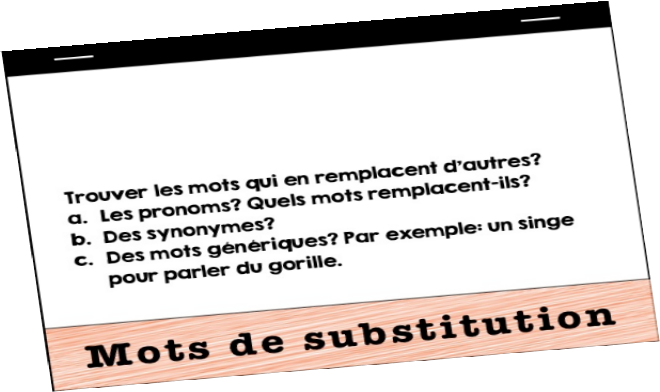 Trouver les mots qui en remplacent d'autres?
a. Les pronoms? Quels mots remplacent-ils?
b. Des synonymes?
c. Des mots génériques? Par exemple: un singe
pour parler du gorille.
Mots de substitution